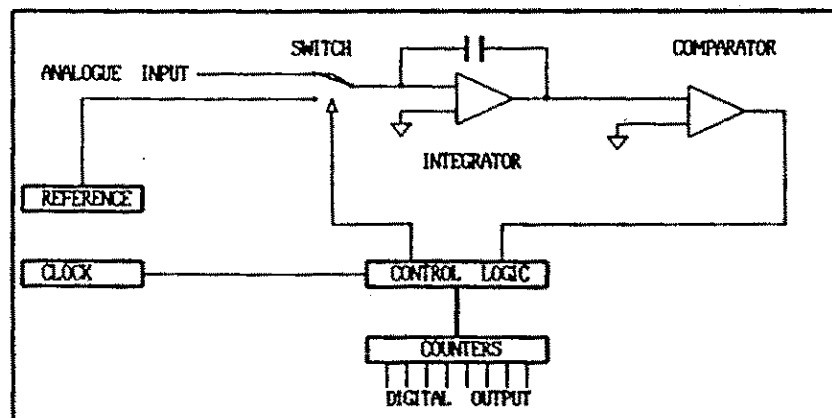 SWITCH
COMPARATOR
ANALOGUE INPUT
INTEGRATOR
REFERENCE
CLOCK
CONTROL LOGIC
COUNTERS
DIGITAL OUTPUT